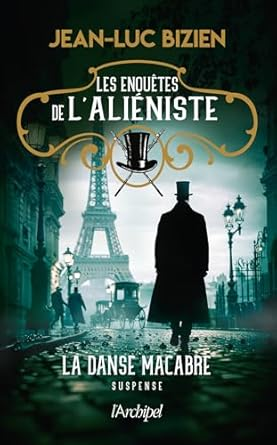 JEAN-LUC BIZIEN
LES ENQUÊTES
DE L'ALIÉNISTE
LA DANSE MACABRE
SUSPENSE
l'Archipel